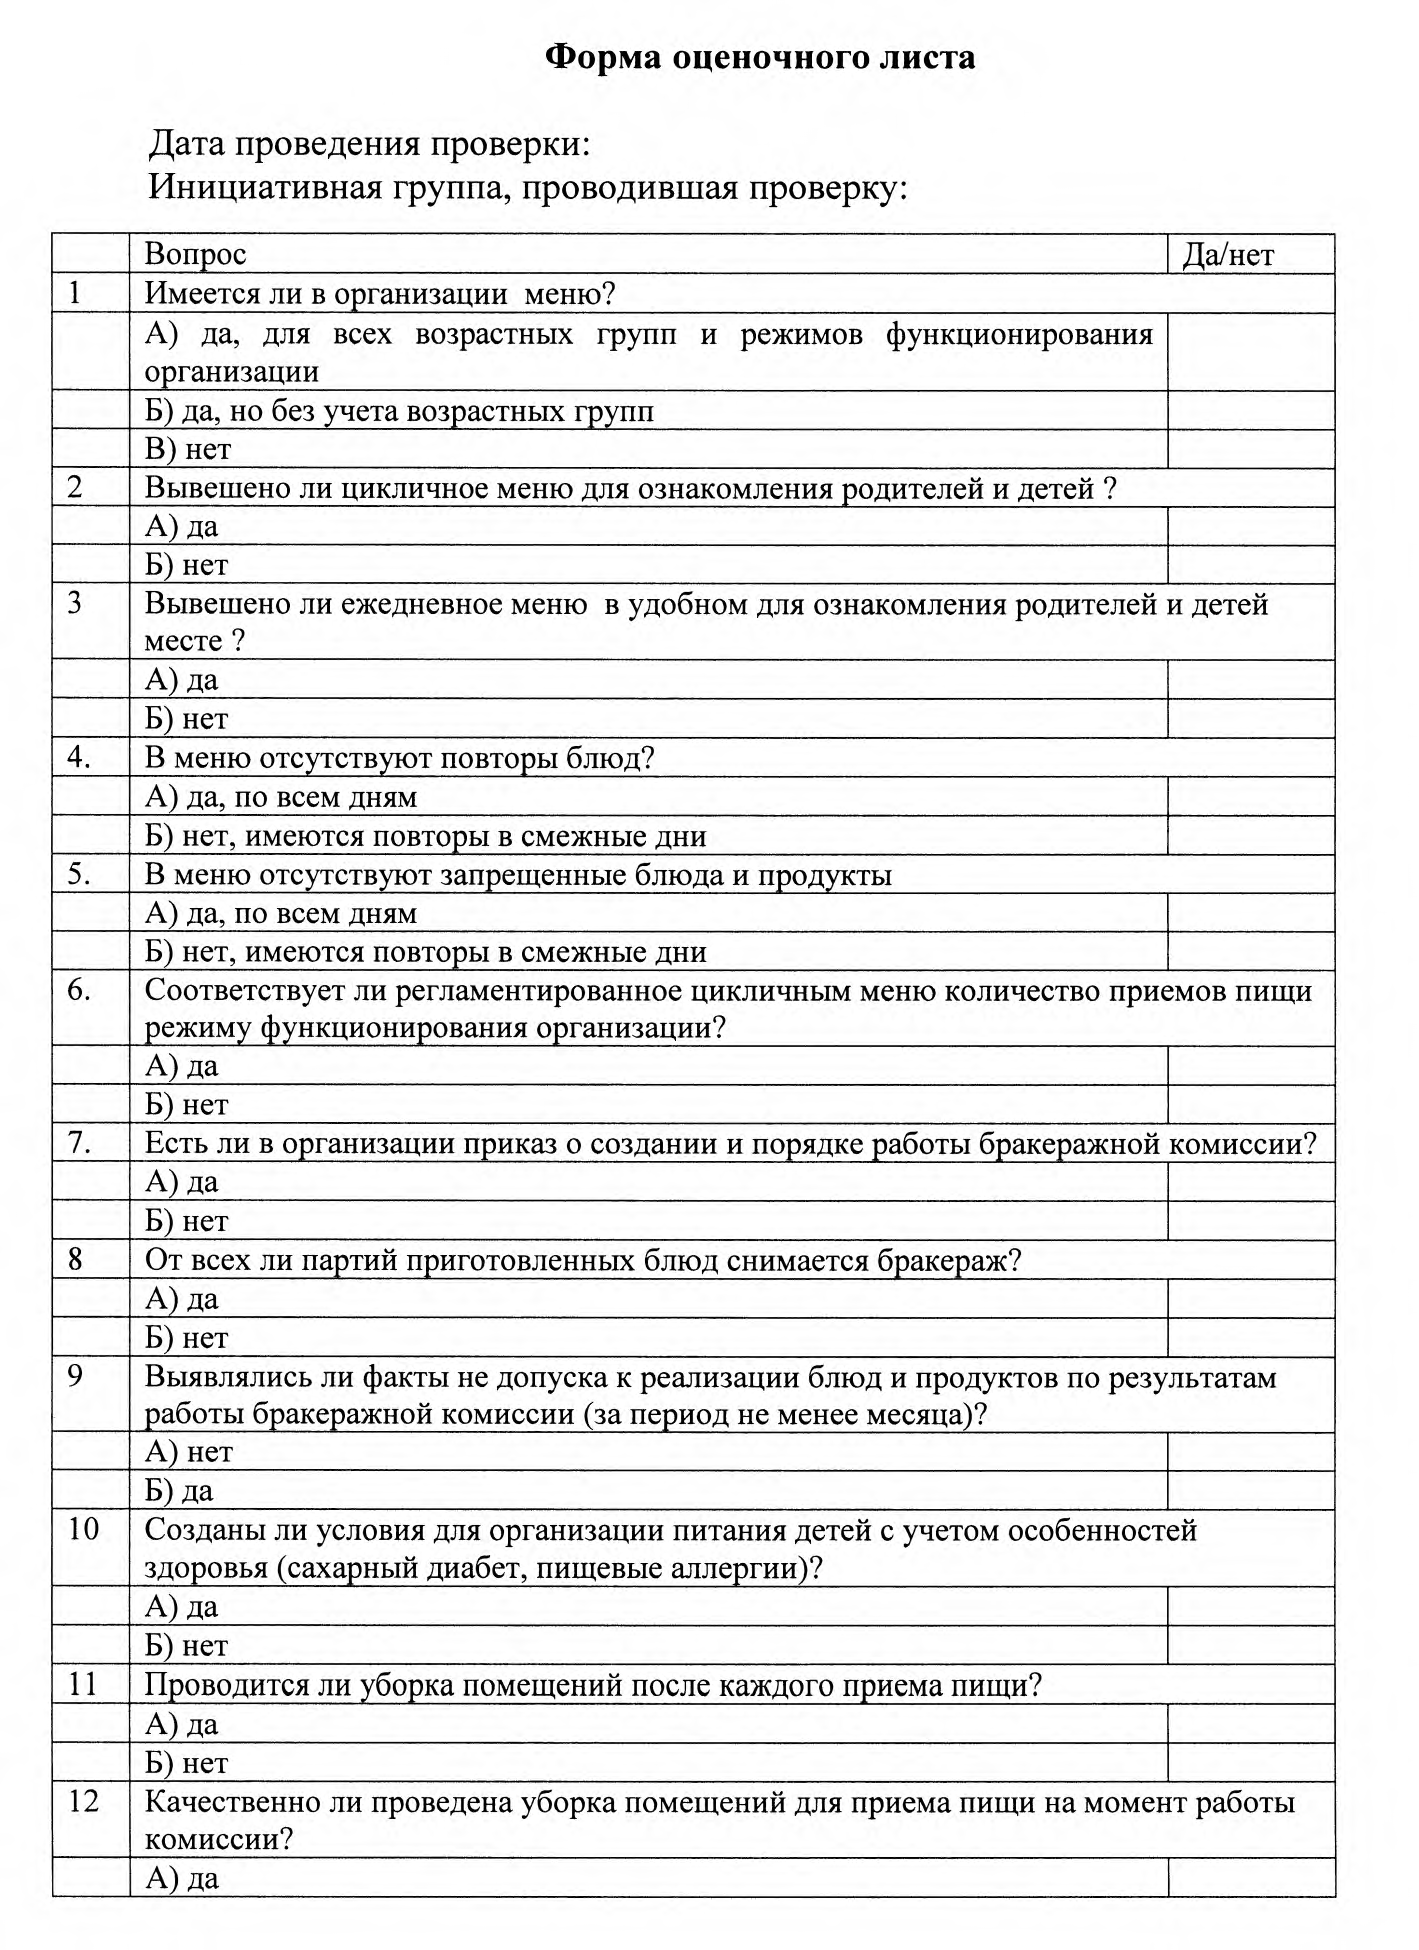 Форма оценочного листа
Дата проведения проверки:
Инициативная группа, проводившая проверку:
Вопрос Да/нет
1 Имеется ли в организации меню?
А) да, для всех возрастных групп и режимов функционирования
организации
Б) да, но без учета возрастных групп
В) нет
2 Вывешено ли цикличное меню для ознакомления родителей и детей ?
А) да
Б) нет
3 Вывешено ли ежедневное меню в удобном для ознакомления родителей и детей
месте ?
А) да
Б) нет
4. В меню отсутствуют повторы блюд?
А) да, по всем дням
Б) нет, имеются повторы в смежные дни
5. В меню отсутствуют запрещенные блюда и продукты
А) да, по всем дням
Б) нет, имеются повторы в смежные дни
6. Соответствует ли регламентированное цикличным меню количество приемов пищи
режиму функционирования организации?
А) да
Б) нет
7. Есть ли в организации приказ о создании и порядке работы бракеражной комиссии?
А) да
Б) нет
8 От всех ли партий приготовленных блюд снимается бракераж?
А) да
Б) нет
9 Выявлялись ли факты не допуска к реализации блюд и продуктов по результатам
работы бракеражной комиссии (за период не менее месяца)?
А) нет
Б) да
10 Созданы ли условия для организации питания детей с учетом особенностей
здоровья (сахарный диабет, пищевые аллергии)?
А) да
Б) нет
11 Проводится ли уборка помещений после каждого приема пищи?
А) да
Б) нет
12 Качественно ли проведена уборка помещений для приема пищи на момент работы
комиссии?
А) да